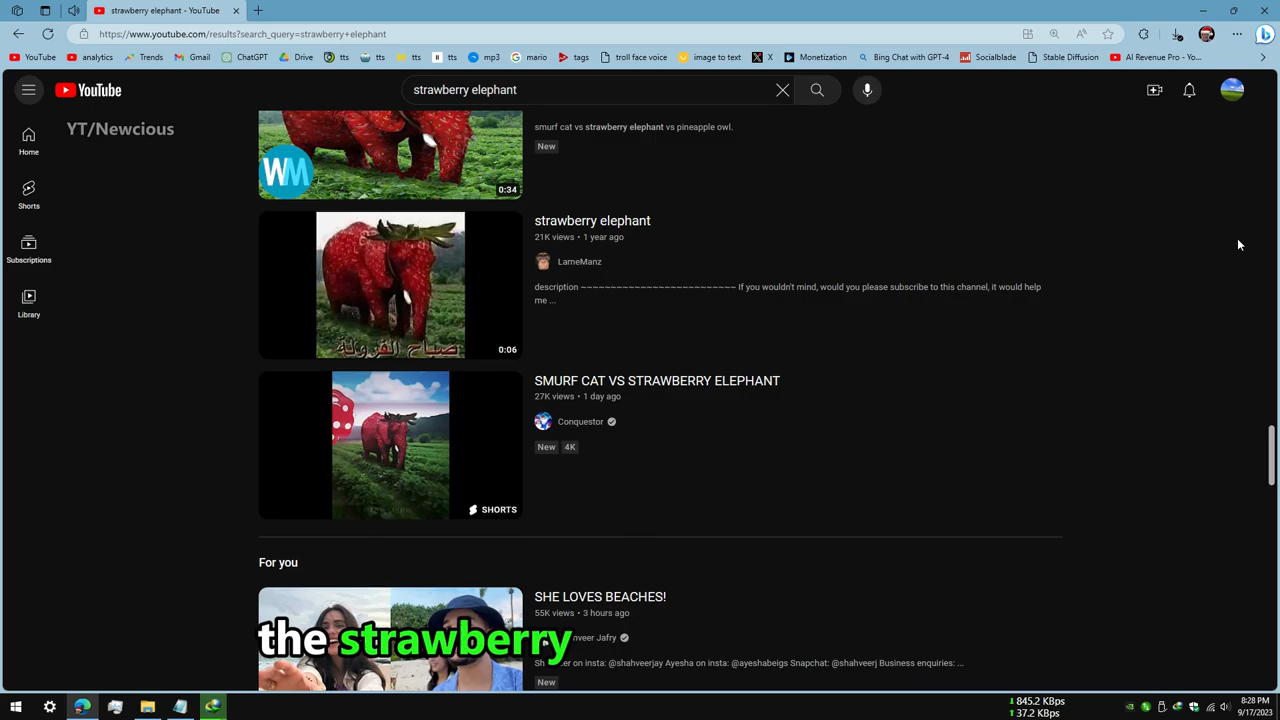 strawberry elephant - YouTube
https://www.youtube.com/results?search_query=strawberry+elephant
YouTube analytics Trends Gmail ChatGPT Drive tts tts tts mp3 mario tags troll face voice image to text X Monetization Bing Chat with GPT-4 Socialblade Stable Diffusion AI Revenue Pro - Yo...
YouTube
strawberry elephant
YT/Newcious
Home
Shorts
Subscriptions
Library
WM
0:34
smurf cat vs strawberry elephant vs pineapple owl.
New
صباح الفرولة
0:06
strawberry elephant
21K views • 1 year ago
LameManz
description ~~~~~~~~~~~~~~~~~~~~~~~~~~ If you wouldn't mind, would you please subscribe to this channel, it would help
me ...
SHORTS
SMURF CAT VS STRAWBERRY ELEPHANT
27K views • 1 day ago
Conquestor
New 4K
For you
SHE LOVES BEACHES!
55K views • 3 hours ago
Jafry
on insta: @shahveerjay Ayesha on insta: @ayeshabeigs Snapchat: @shahveerj Business enquiries: ...
New
the strawberry
845.2 KBps
37.2 KBps
8:28 PM
9/17/2023